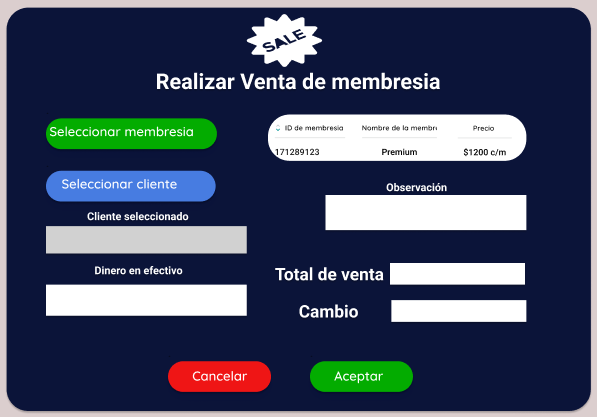 SALE
Realizar Venta de membresia
Seleccionar membresia
ID de membresia Nombre de la membr
Precio
171289123 Premium $1200 c/m
Seleccionar cliente
Cliente seleccionado
Observación
Dinero en efectivo
Total de venta
Cambio
Cancelar
Aceptar